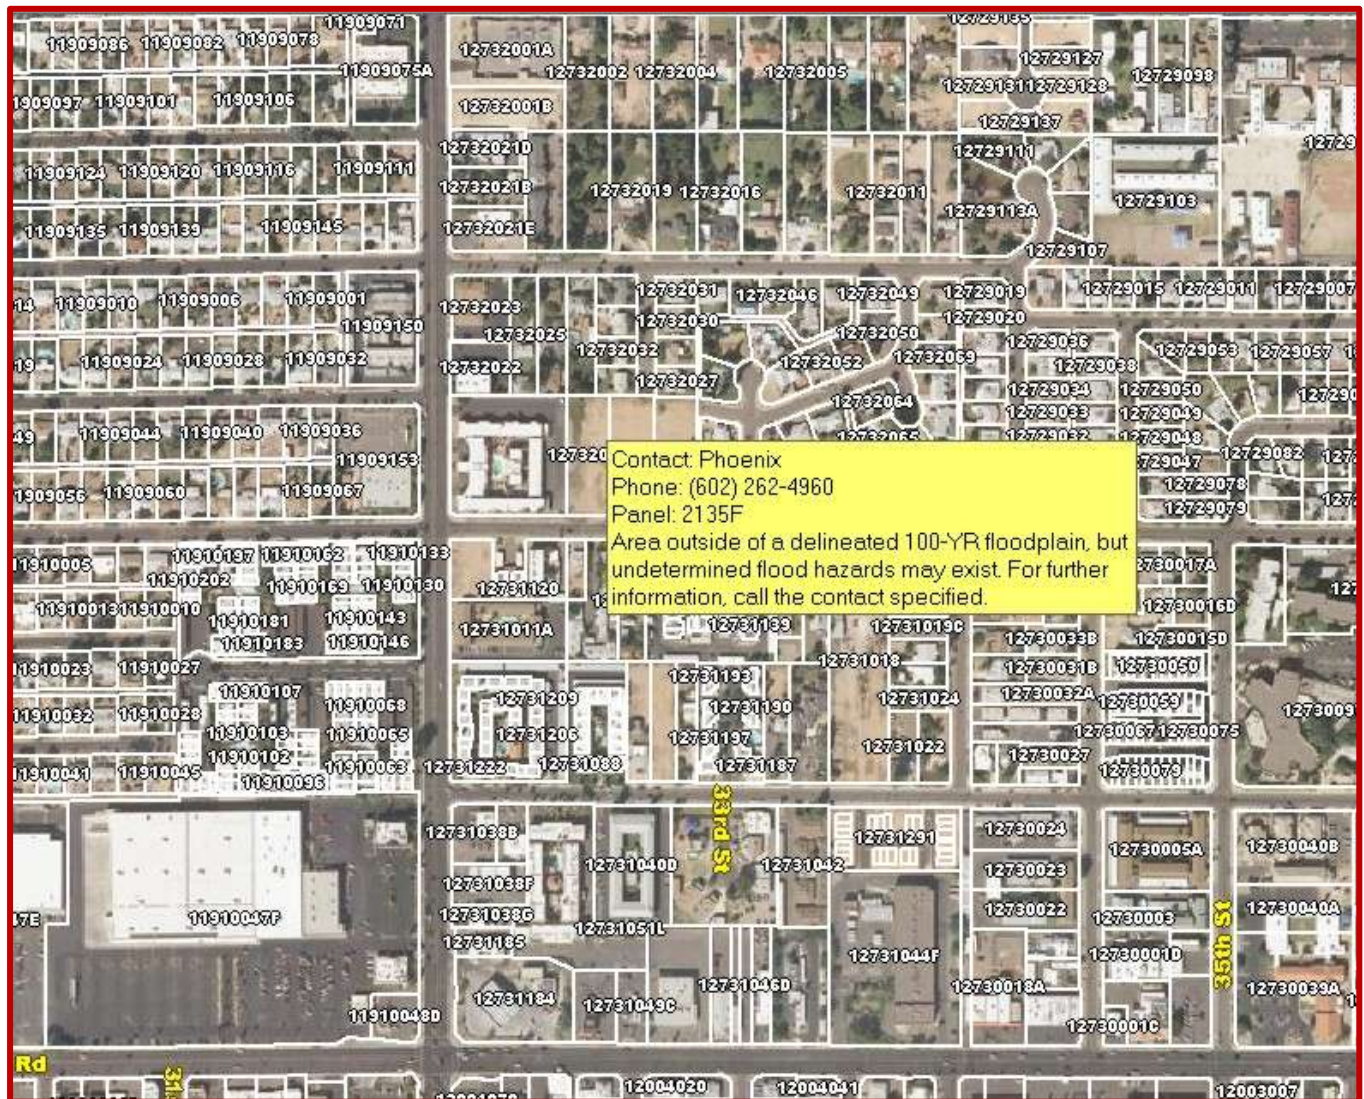 11909071
12729135
11909086 11909082 11909078
12732001A
12729127
11909075A
12732002 12732004
12732005
12729098
12729131 12729128
11909101
11909106
12732001B
12729137
12732021D
12729111
11909124 11909120 11909116
11909111
12732021B
12732019 12732016
12732011
12729103
12729113A
11909135 11909139
11909145
12732021E
12729107
11909010 11909006
11909001
12732031
12732046
12732049
12729019
12729015 12729011 12729007
12732023
12732025
12732030
12729020
11909150
12732050
12729036
11909024 11909028 11909032
12732032
12732052
12732069
12729038
12729053 12729057
12732022
12732027
12729034
12729050
12732064
12729033
12729049
11909044 11909040 11909036
12732065
12729032
12729048
11909153
12729082
Contact: Phoenix
Phone: (602) 262-4960
Panel: 2135F
Area outside of a delineated 100-YR floodplain, but
undetermined flood hazards may exist. For further
information, call the contact specified.
11909060
11909067
12729078
12729079
11910005
11910197 11910162
11910133
11910202
11910169
11910130
12731120
11910010
11910181
11910143
12731011A
12731139
12731019C
12730016D
11910183
11910146
12730033B
12730015D
11910023
11910027
12731193
12731018
12730031B
12730050
11910107
11910068
12731209
12731190
12731024
12730032A
12730059
11910032 11910028
11910103
11910065
12731206
12731197
12731022
12730067 12730075
11910102
11910041
11910045
11910063
12731222
12731088
12731187
12730027
12730079
11910096
33rd St
12731038B
12731040D
12731042
12731291
12730024
12730005A
12730040B
12731038F
12730023
11910047F
12731038G
12731051L
12730022
12730003
12730040A
12731185
12731044F
12730001D
35th St
12731184
12731049C
12731046D
12730018A
12730039A
11910048D
12730001C
Rd
12004020
12004041
12003007